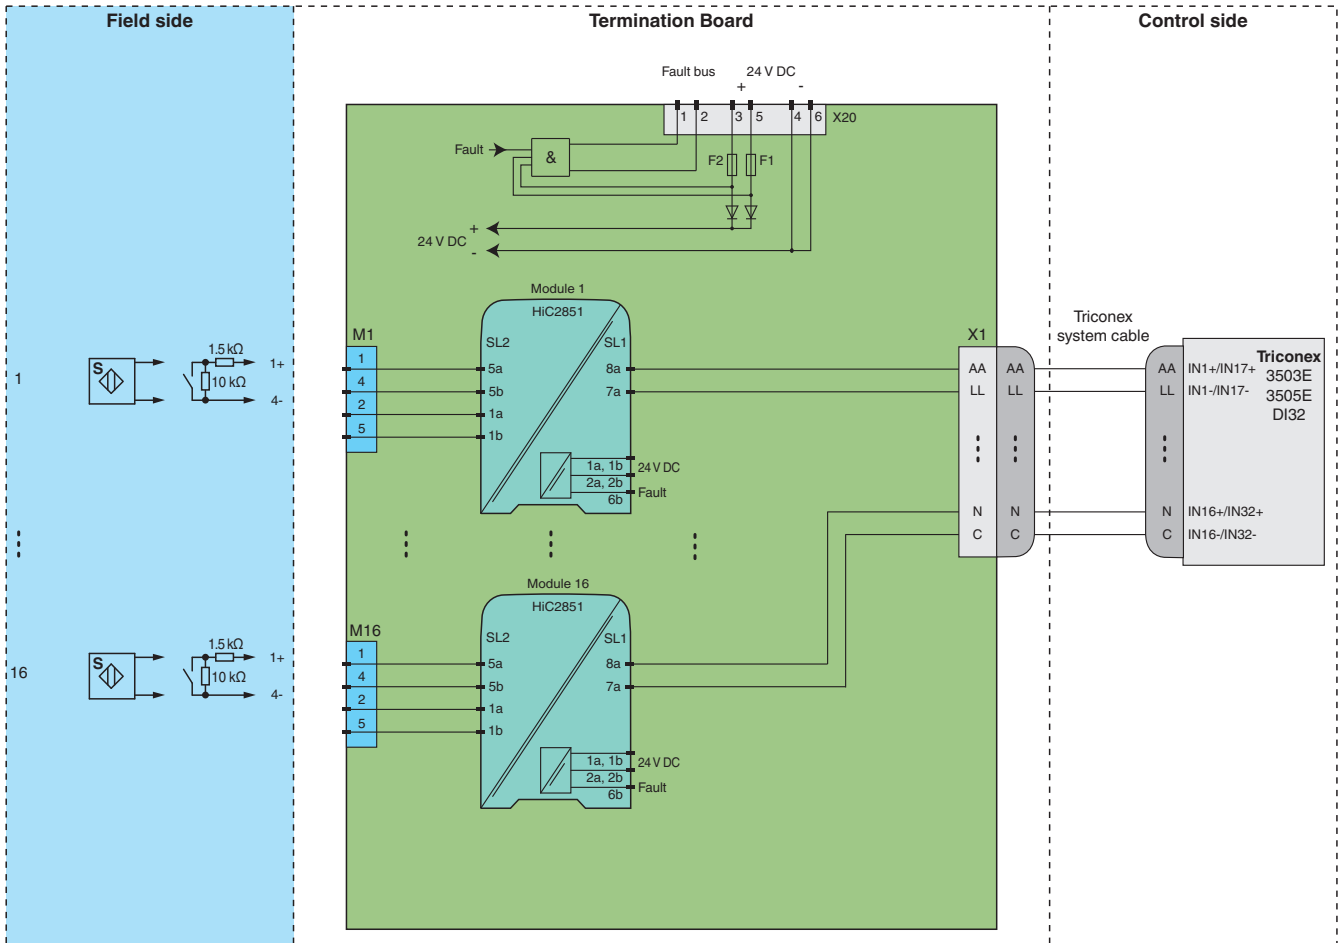 Field side
Termination Board
Control side
Fault bus
24 V DC
+
-
1
2
3
5
4
6
X20
Fault
&
F2
F1
+
24 V DC
-
Module 1
HiC2851
M1
SL2
SL1
X1
Triconex
system cable
1
S
1.5 kΩ
10 kΩ
1+
4-
1
4
2
5
5a
5b
1a
1b
8a
7a
1a, 1b
2a, 2b
6b
24 V DC
Fault
AA
LL
AA
LL
AA
LL
IN1+/IN17+
IN1-/IN17-
Triconex
3503E
3505E
DI32
N
C
N
C
N
C
IN16+/IN32+
IN16-/IN32-
Module 16
HiC2851
M16
SL2
SL1
16
S
1.5 kΩ
10 kΩ
1+
4-
1
4
2
5
5a
5b
1a
1b
8a
7a
1a, 1b
2a, 2b
6b
24 V DC
Fault